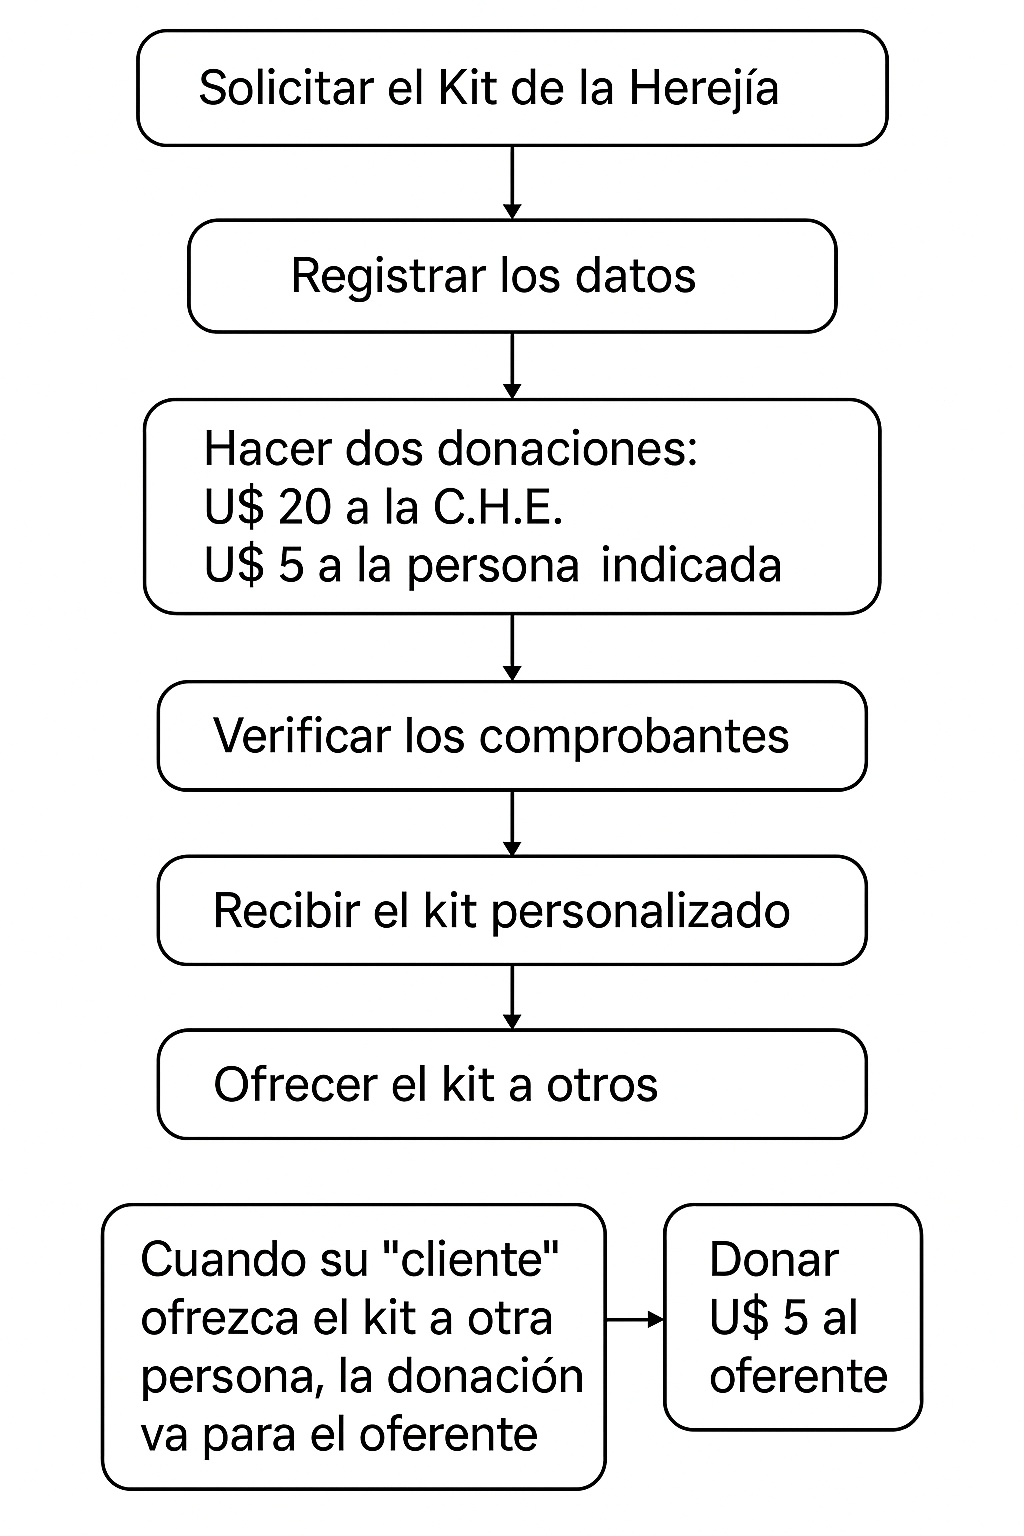 Solicitar el Kit de la Herejía
Registrar los datos
Hacer dos donaciones:
U$ 20 a la C.H.E.
U$ 5 a la persona indicada
Verificar los comprobantes
Recibir el kit personalizado
Ofrecer el kit a otros
Cuando su "cliente"
ofrezca el kit a otra
persona, la donación
va para el oferente
Donar
U$ 5 al
oferente